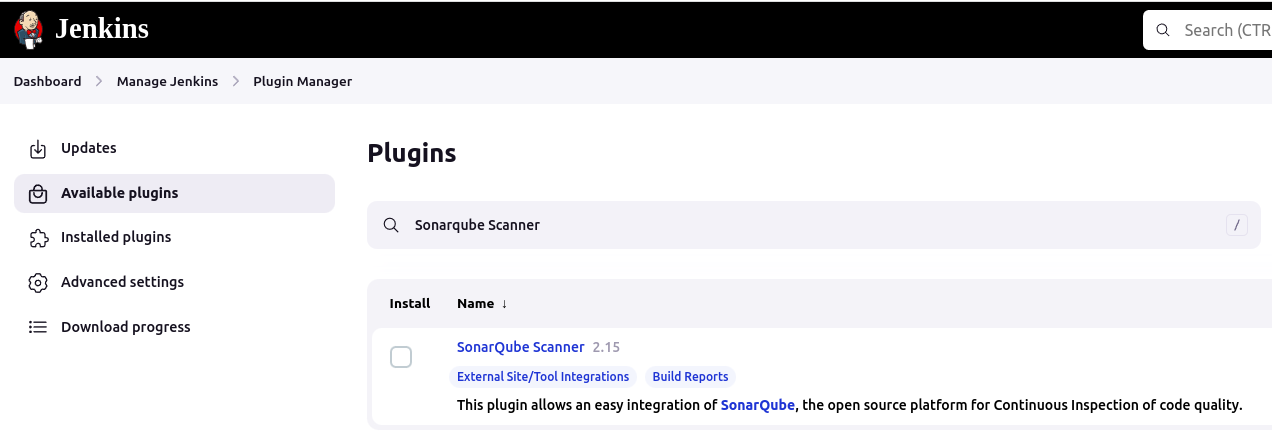 Jenkins
Search (CTR
Dashboard > Manage Jenkins > Plugin Manager
Updates
Available plugins
Installed plugins
Advanced settings
Download progress
Plugins
Sonarqube Scanner /
Install Name ↓
SonarQube Scanner 2.15
External Site/Tool Integrations Build Reports
This plugin allows an easy integration of SonarQube, the open source platform for Continuous Inspection of code quality.